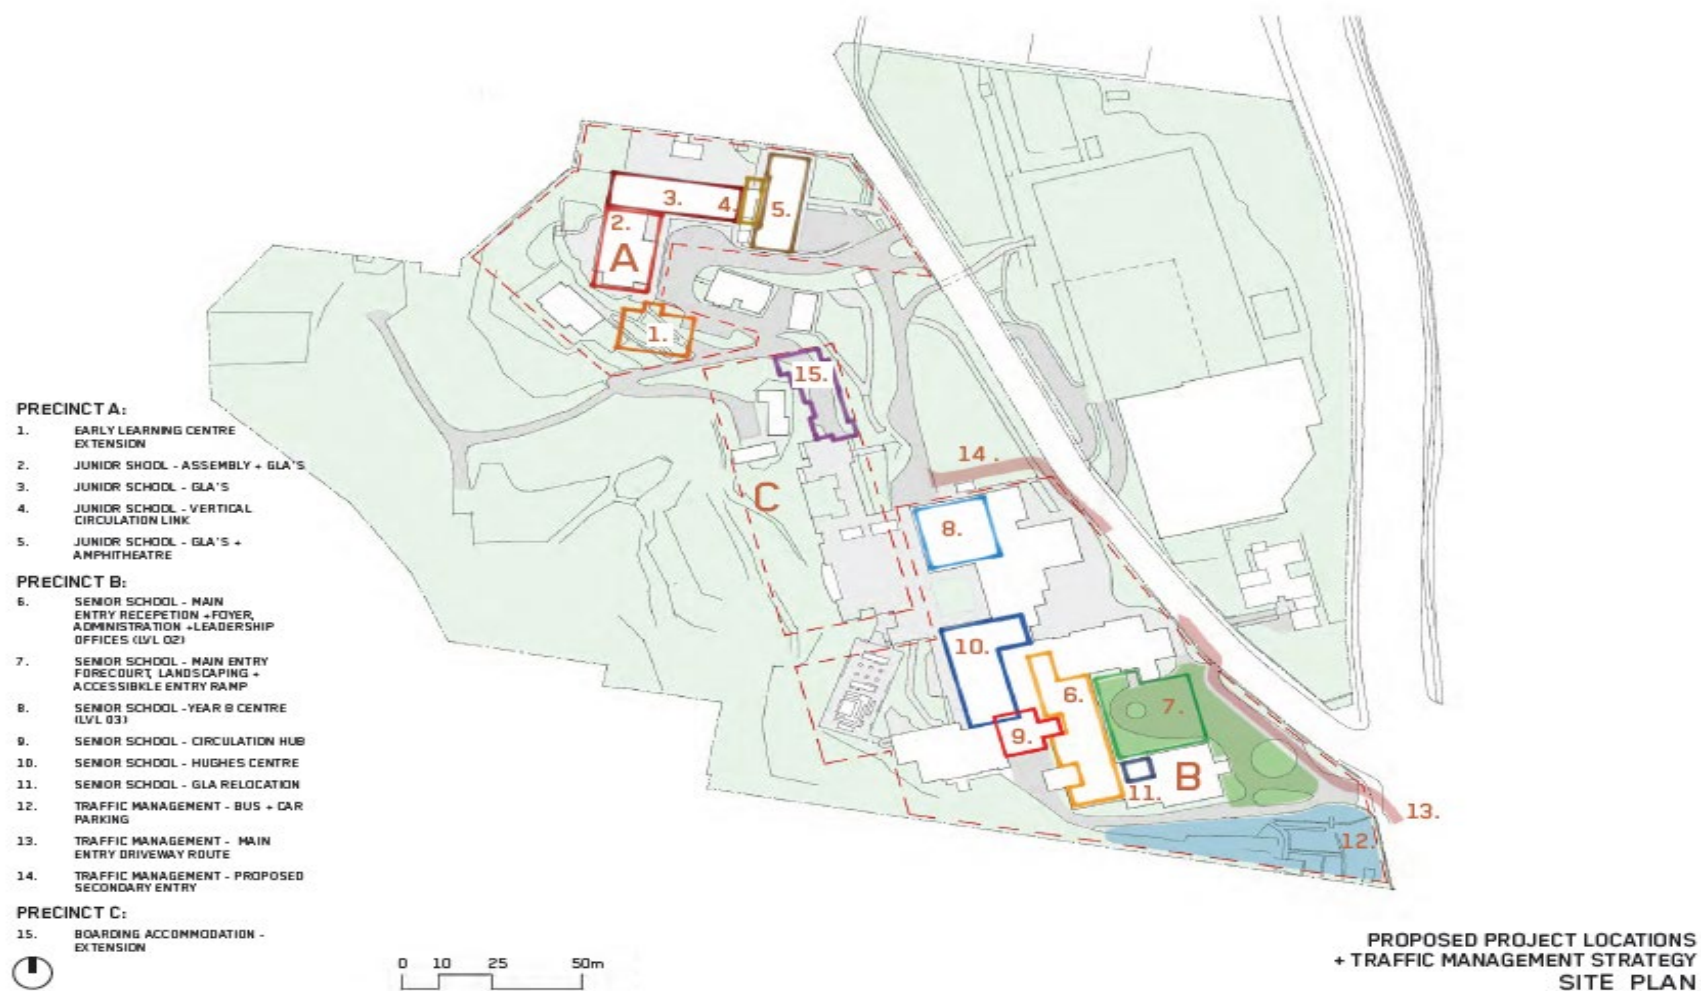 PRECINCT A:
1. EARLY LEARNING CENTRE
EXTENSION
2. JUNIOR SHOOL - ASSEMBLY + GLA'S
3. JUNIOR SCHOOL - GLA'S
4. JUNIOR SCHOOL - VERTICAL
CIRCULATION LINK
5. JUNIOR SCHOOL - GLA'S +
AMPHITHEATRE
PRECINCT B:
6. SENIOR SCHOOL - MAIN
ENTRY RECEPETION +FOYER,
ADMINISTRATION +LEADERSHIP
OFFICES (LVL 02)
7. SENIOR SCHOOL - MAIN ENTRY
FORECOURT, LANDSCAPING +
ACCESSIBKLE ENTRY RAMP
8. SENIOR SCHOOL -YEAR 8 CENTRE
(LVL 03)
9. SENIOR SCHOOL - CIRCULATION HUB
10. SENIOR SCHOOL - HUGHES CENTRE
11. SENIOR SCHOOL - GLA RELOCATION
12. TRAFFIC MANAGEMENT - BUS + CAR
PARKING
13. TRAFFIC MANAGEMENT - MAIN
ENTRY DRIVEWAY ROUTE
14. TRAFFIC MANAGEMENT - PROPOSED
SECONDARY ENTRY
PRECINCT C:
15. BOARDING ACCOMMODATION -
EXTENSION
3.
4.
5.
2.
A
1.
15.
14.
C
8.
10.
6.
7.
9.
11.
B
13.
12.
0 10 25 50m
PROPOSED PROJECT LOCATIONS
+ TRAFFIC MANAGEMENT STRATEGY
SITE PLAN